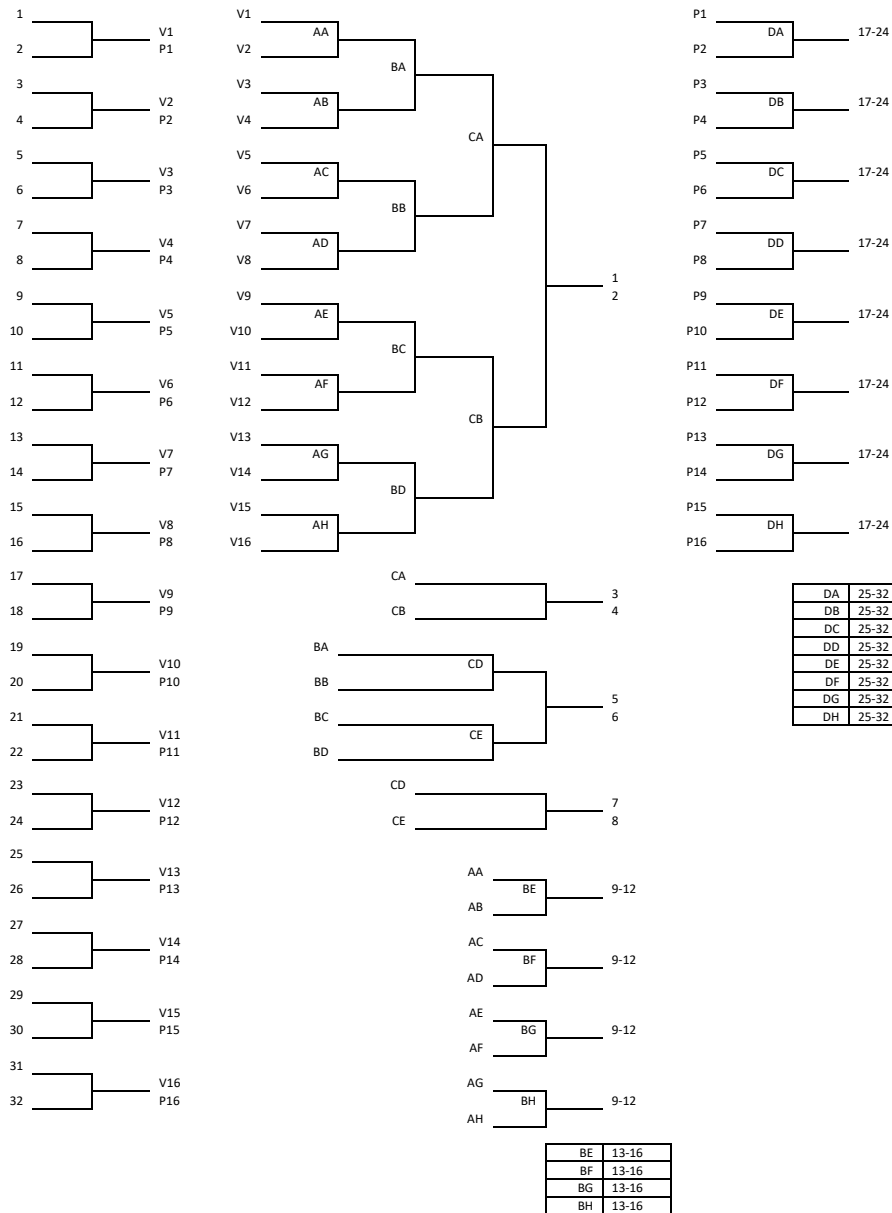 1 V1 P1
2 V1 AA V2 P2 DA 17-24
P1
BA
3 V3 P3
4 V2 P2 AB V4 P4 DB 17-24
CA
5 V5 P5
6 V3 P3 AC V6 P6 DC 17-24
BB
7 V7 P7
8 V4 P4 AD V8 P8 DD 17-24
1
2
9 V9 P9
10 V5 P5 AE V10 P10 DE 17-24
BC
11 V11 P11
12 V6 P6 AF V12 P12 DF 17-24
CB
13 V13 P13
14 V7 P7 AG V14 P14 DG 17-24
BD
15 V15 P15
16 V8 P8 AH V16 P16 DH 17-24
17 CA
18 V9 P9 CB 3 4
DA 25-32
DB 25-32
DC 25-32
DD 25-32
DE 25-32
DF 25-32
DG 25-32
DH 25-32
19 BA
20 V10 P10 BB CD
5
6
21 BC
22 V11 P11 BD CE
23 CD
24 V12 P12 CE 7 8
25
26 V13 P13 AA BE AB 9-12
27
28 V14 P14 AC BF AD 9-12
29
30 V15 P15 AE BG AF 9-12
31
32 V16 P16 AG BH AH 9-12
BE 13-16
BF 13-16
BG 13-16
BH 13-16